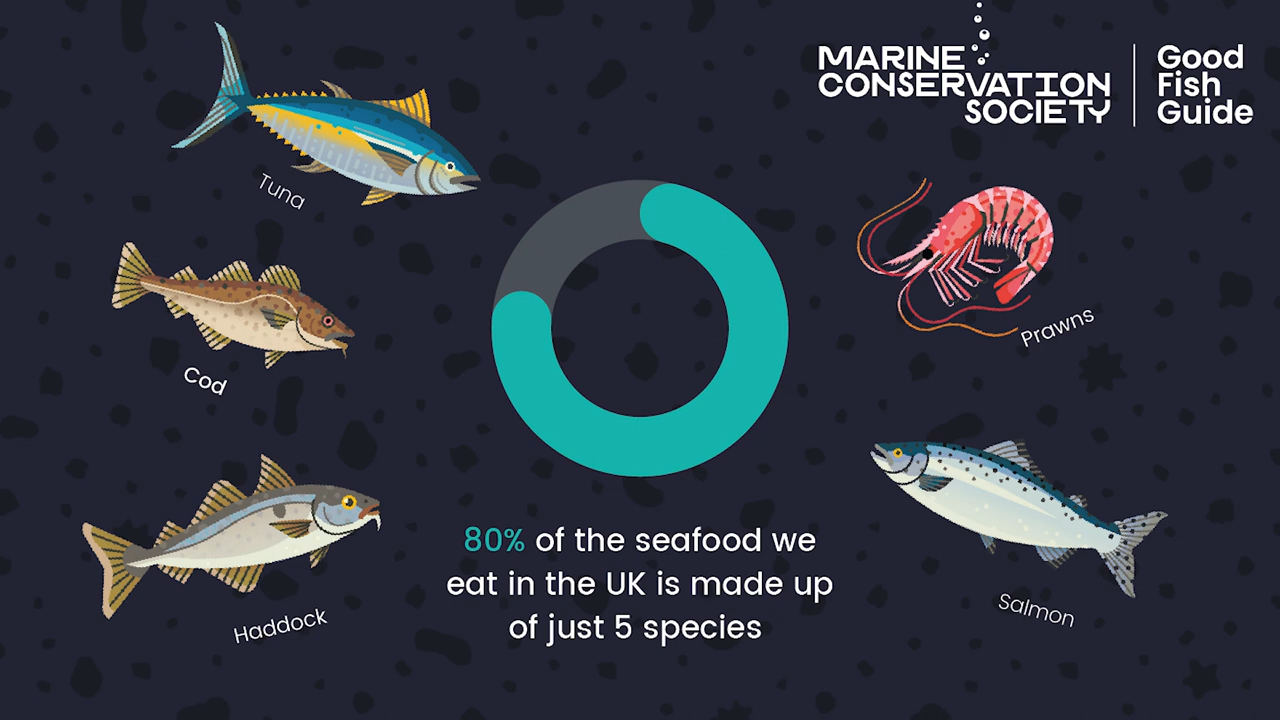 MARINE
CONSERVATION
SOCIETY
Good
Fish
Guide
Tuna
Prawns
Cod
Haddock
Salmon
80% of the seafood we
eat in the UK is made up
of just 5 species